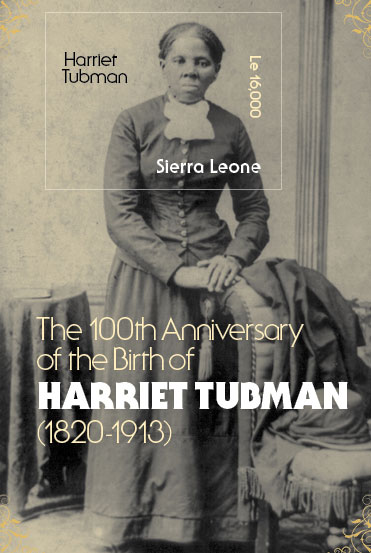 Harriet
Tubman
Le 16,000
Sierra Leone
The 100th Anniversary
of the Birth of
HARRIET TUBMAN
(1820-1913)